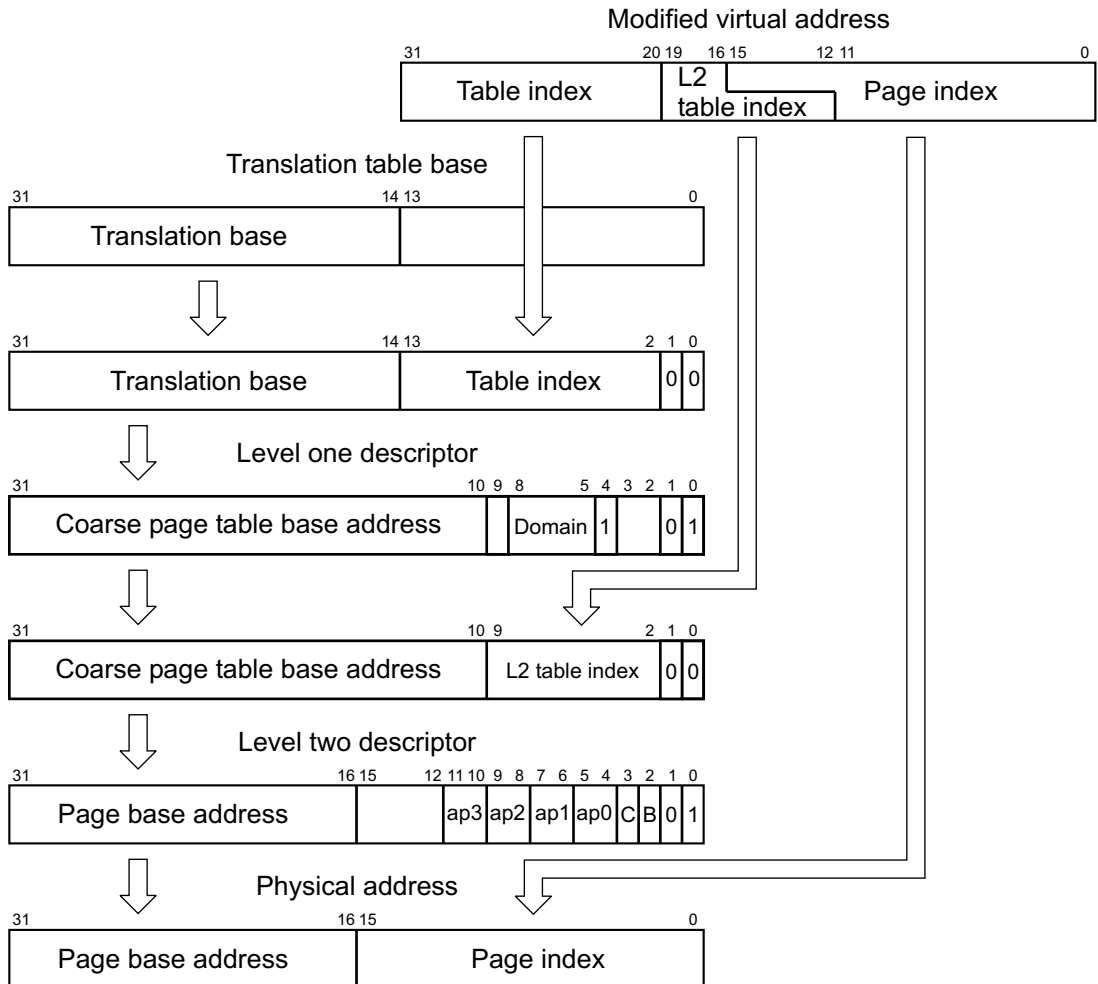 Modified virtual address
31 20 19 16 15 12 11 0
Table index L2 table index Page index
Translation table base
31 14 13 0
Translation base
31 14 13 2 1 0
Translation base Table index 0 0
Level one descriptor
31 10 9 8 5 4 3 2 1 0
Coarse page table base address Domain 1 0 1
31 10 9 2 1 0
Coarse page table base address L2 table index 0 0
Level two descriptor
31 16 15 12 11 10 9 8 7 6 5 4 3 2 1 0
Page base address ap3 ap2 ap1 ap0 C B 0 1
Physical address
31 16 15 0
Page base address Page index